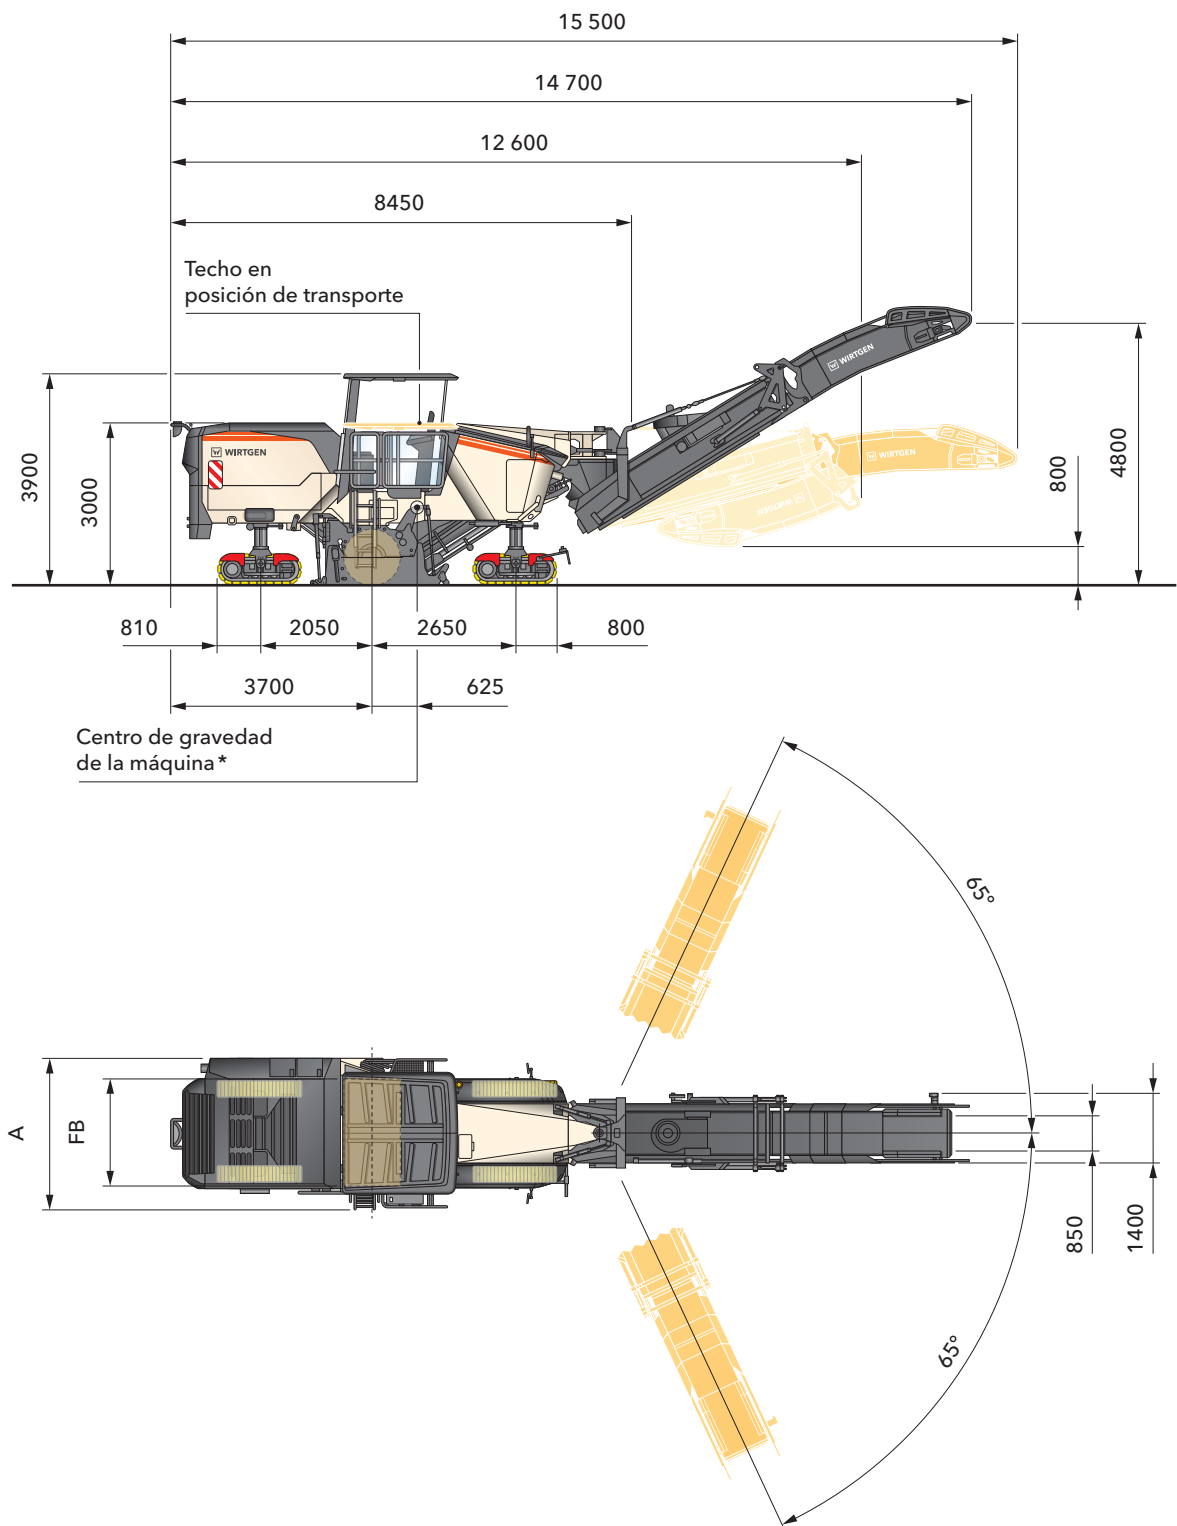 15 500
14 700
12 600
8450
Techo en
posición de transporte
WIRTGEN
WIRTGEN
WIRTGEN
WIRTGEN
3900
3000
800
4800
810
2050
2650
800
3700
625
Centro de gravedad
de la máquina*
65°
A
FB
850
1400
65°